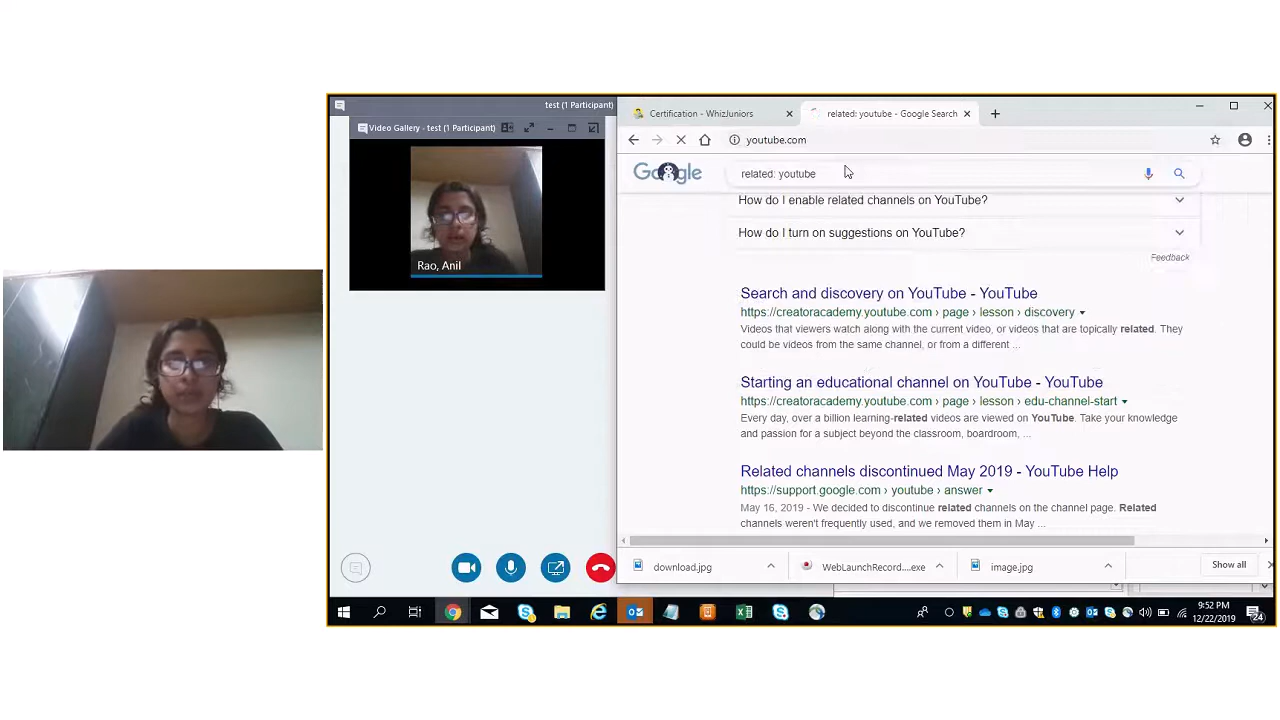 test (1 Participant)
Video Gallery - test (1 Participant)
Rao, Anil
Certification - WhizJuniors
related: youtube - Google Search
youtube.com
Google
related: youtube
How do I enable related channels on YouTube?
How do I turn on suggestions on YouTube?
Feedback
Search and discovery on YouTube - YouTube
https://creatoracademy.youtube.com › page › lesson › discovery
Videos that viewers watch along with the current video, or videos that are topically related. They
could be videos from the same channel, or from a different ...
Starting an educational channel on YouTube - YouTube
https://creatoracademy.youtube.com › page › lesson › edu-channel-start
Every day, over a billion learning-related videos are viewed on YouTube. Take your knowledge
and passion for a subject beyond the classroom, boardroom, ...
Related channels discontinued May 2019 - YouTube Help
https://support.google.com › youtube › answer
May 16, 2019 - We decided to discontinue related channels on the channel page. Related
channels weren't frequently used, and we removed them in May ...
download.jpg
WebLaunchRecord....exe
image.jpg
Show all
9:52 PM
12/22/2019
24